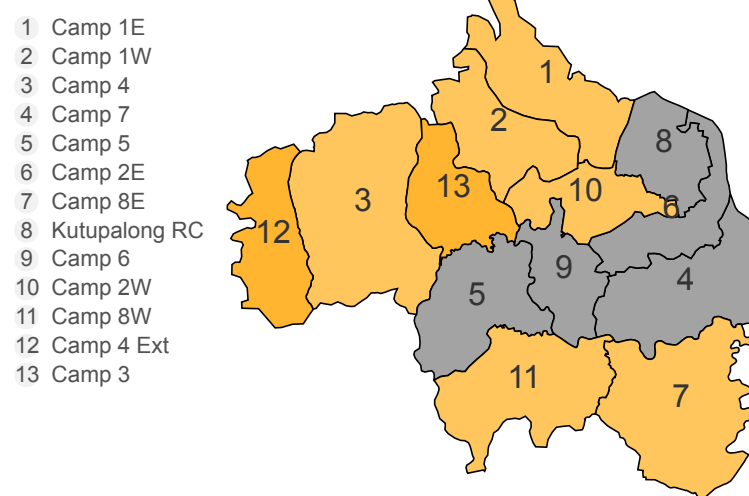 1 Camp 1E
2 Camp 1W
3 Camp 4
4 Camp 7
5 Camp 5
6 Camp 2E
7 Camp 8E
8 Kutupalong RC
9 Camp 6
10 Camp 2W
11 Camp 8W
12 Camp 4 Ext
13 Camp 3
1
2
8
13
10
3
6
12
9
4
5
11
7